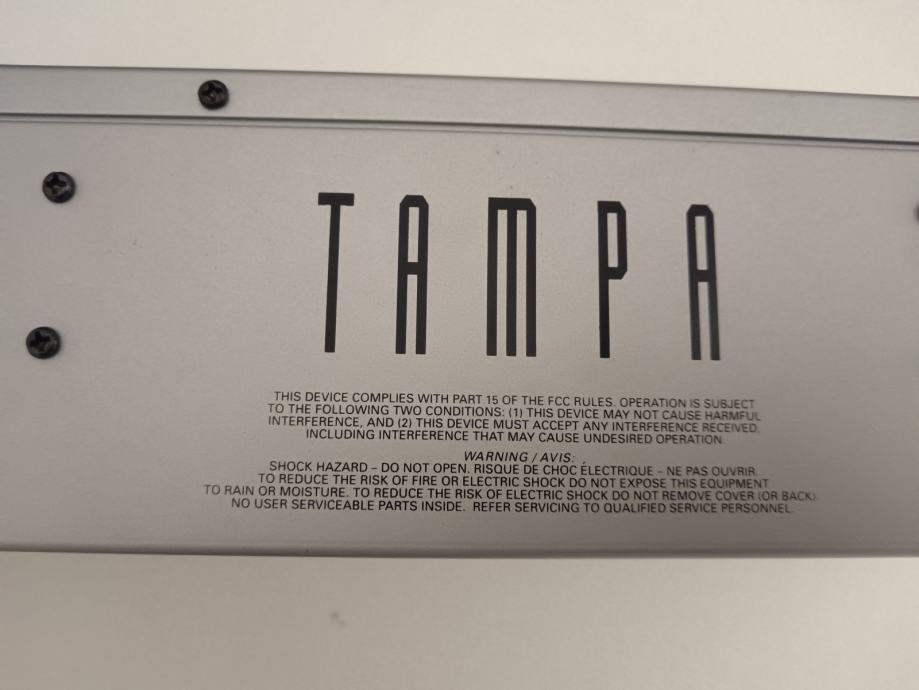 TAMPA
THIS DEVICE COMPLIES WITH PART 15 OF THE FCC RULES. OPERATION IS SUBJECT
TO THE FOLLOWING TWO CONDITIONS: (1) THIS DEVICE MAY NOT CAUSE HARMFUL
INTERFERENCE, AND (2) THIS DEVICE MUST ACCEPT ANY INTERFERENCE RECEIVED,
INCLUDING INTERFERENCE THAT MAY CAUSE UNDESIRED OPERATION.
WARNING / AVIS:
SHOCK HAZARD – DO NOT OPEN. RISQUE DE CHOC ÉLECTRIQUE – NE PAS OUVRIR.
TO REDUCE THE RISK OF FIRE OR ELECTRIC SHOCK DO NOT EXPOSE THIS EQUIPMENT
TO RAIN OR MOISTURE. TO REDUCE THE RISK OF ELECTRIC SHOCK DO NOT REMOVE COVER (OR BACK).
NO USER SERVICEABLE PARTS INSIDE. REFER SERVICING TO QUALIFIED SERVICE PERSONNEL.